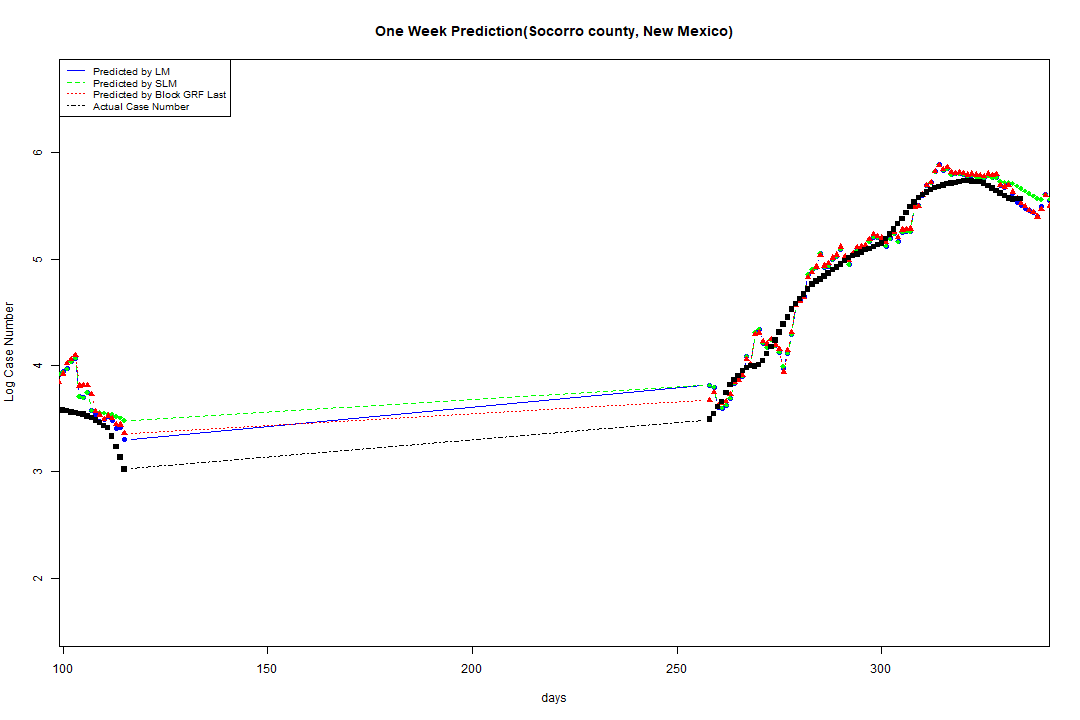 One Week Prediction(Socorro county, New Mexico)
Predicted by LM
Predicted by SLM
Predicted by Block GRF Last
Actual Case Number
6
5
4
3
2
Log Case Number
100 150 200 250 300
days